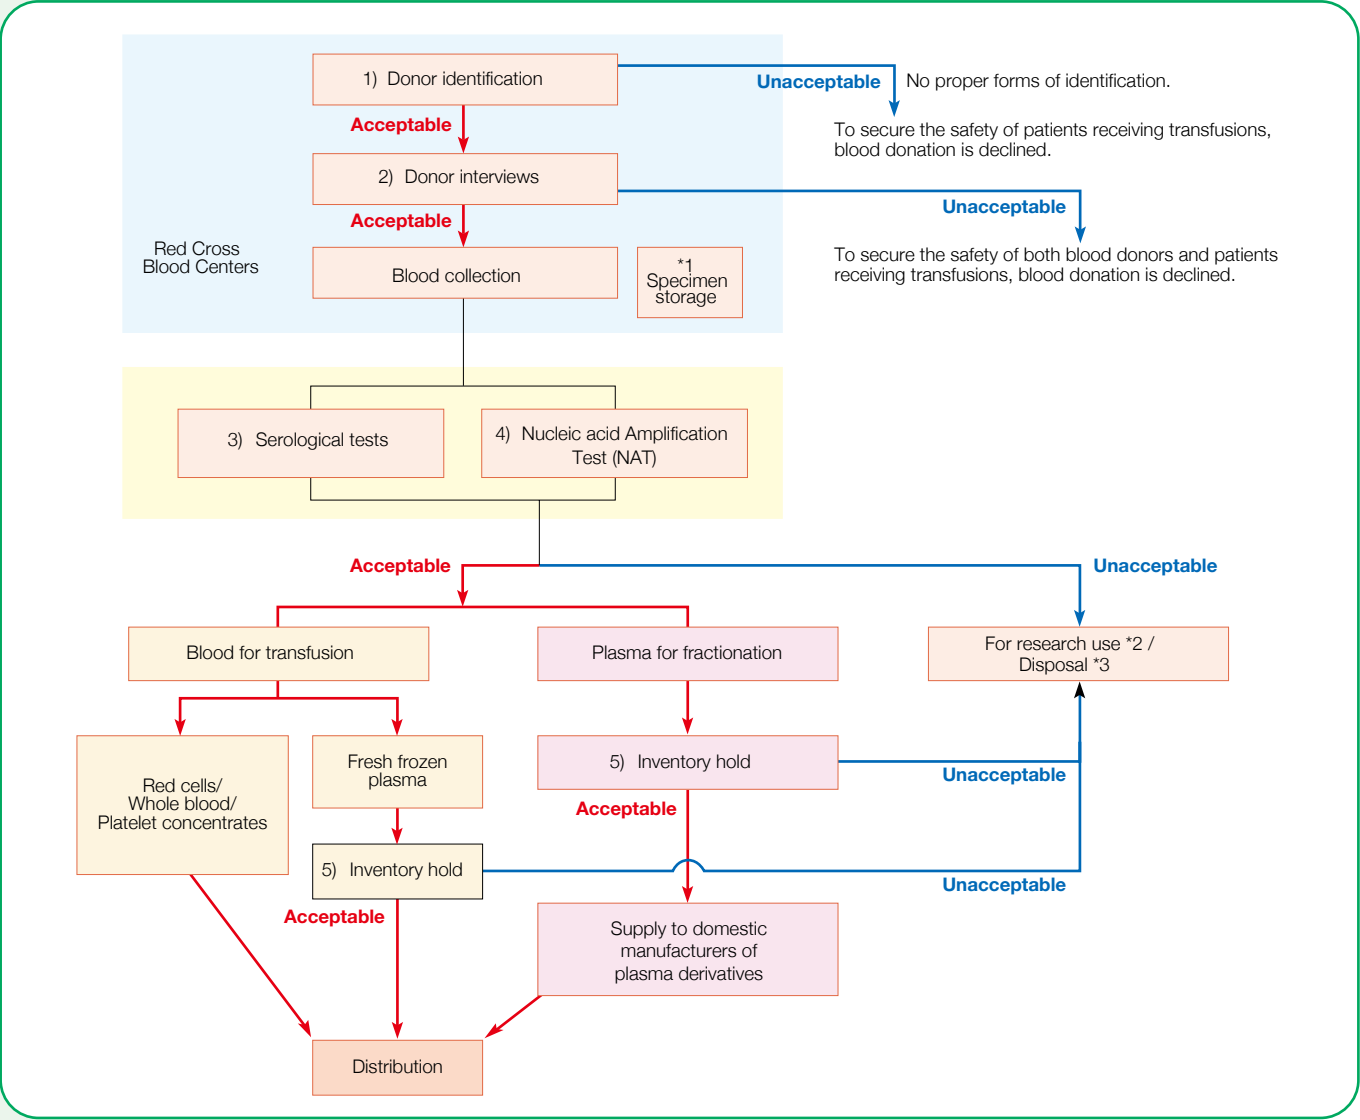 1) Donor identification
Unacceptable
No proper forms of identification.
To secure the safety of patients receiving transfusions,
blood donation is declined.
Acceptable
2) Donor interviews
Unacceptable
To secure the safety of both blood donors and patients
receiving transfusions, blood donation is declined.
Acceptable
Red Cross
Blood Centers
Blood collection
*1
Specimen
storage
3) Serological tests
4) Nucleic acid Amplification
Test (NAT)
Acceptable
Unacceptable
Blood for transfusion
Plasma for fractionation
For research use *2 /
Disposal *3
Red cells/
Whole blood/
Platelet concentrates
Fresh frozen
plasma
5) Inventory hold
Unacceptable
Acceptable
5) Inventory hold
Unacceptable
Acceptable
Supply to domestic
manufacturers of
plasma derivatives
Distribution